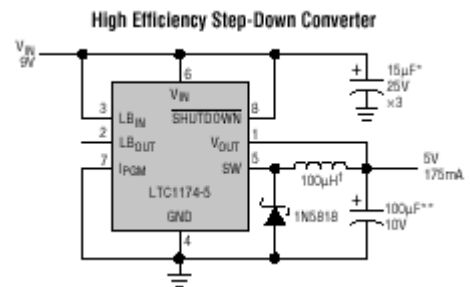 High Efficiency Step-Down Converter
VIN
9V
6
VIN
3
LBIN
SHUTDOWN
8
2
LBOUT
VOUT
1
7
IPGM
SW
5
LTC1174-5
GND
4
15µF*
25V
×3
100µH†
5V
175mA
1N5818
100µF**
10V